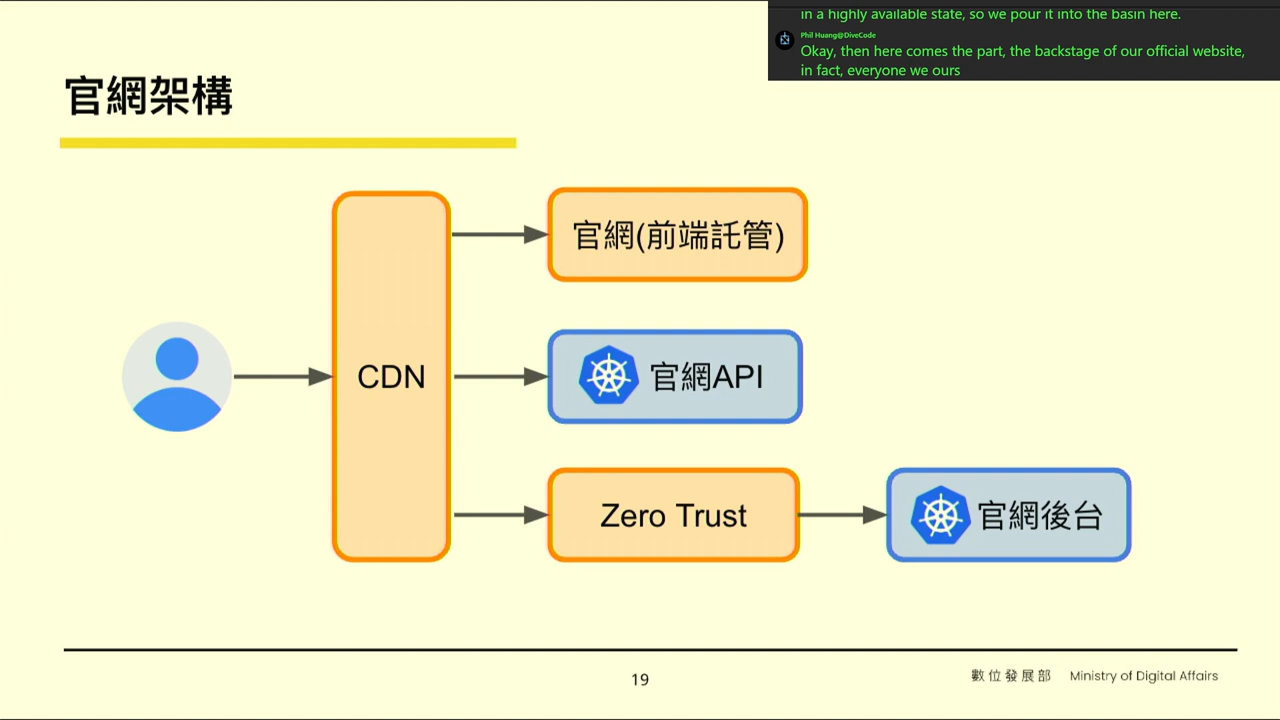 in a highly available state, so we pour it into the basin here.
Phil Huang@DiveCode
Okay, then here comes the part, the backstage of our official website,
in fact, everyone we ours
官網架構
官網(前端託管)
CDN
官網API
Zero Trust
官網後台
19
數位發展部 Ministry of Digital Affairs